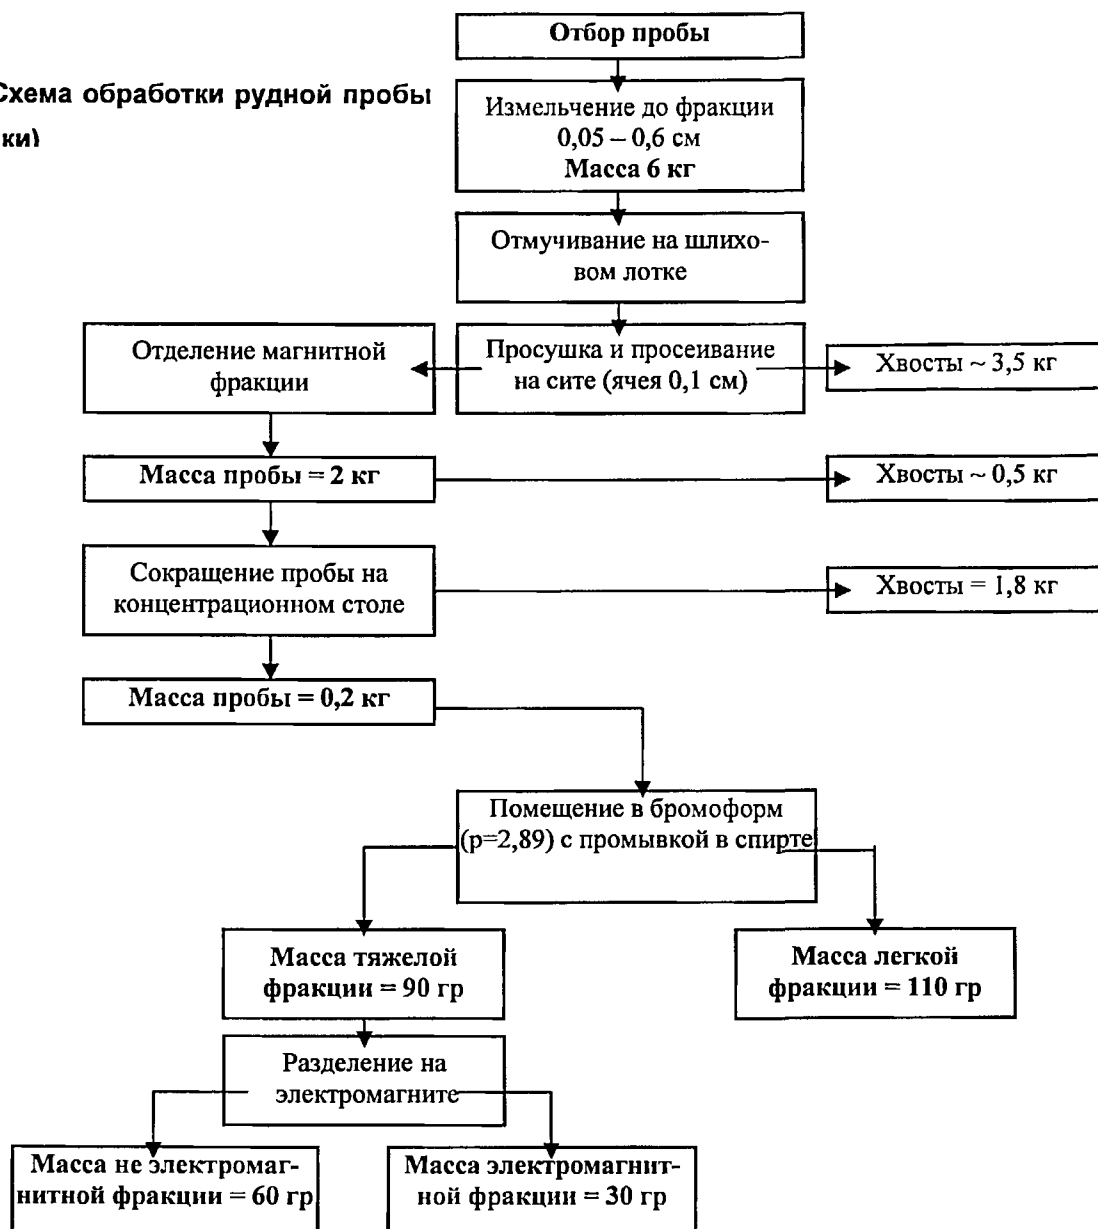 Отбор пробы
Схема обработки рудной пробы
ки)
Измельчение до фракции
0,05 – 0,6 см
Масса 6 кг
Отмучивание на шлихо-
вом лотке
Отделение магнитной
фракции
Просушка и просеивание
на сите (ячея 0,1 см)
Хвосты ~ 3,5 кг
Масса пробы = 2 кг
Хвосты ~ 0,5 кг
Сокращение пробы на
концентрационном столе
Хвосты = 1,8 кг
Масса пробы = 0,2 кг
Помещение в бромоформ
(р=2,89) с промывкой в спирте
Масса тяжелой
фракции = 90 гр
Масса легкой
фракции = 110 гр
Разделение на
электромагните
Масса не электромаг-
нитной фракции = 60 гр
Масса электромагнит-
ной фракции = 30 гр